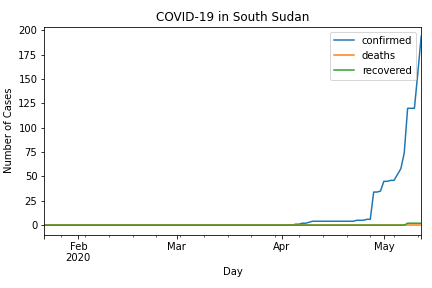 COVID-19 in South Sudan
200
175
150
125
100
75
50
25
0
Number of Cases
confirmed
deaths
recovered
Feb
2020
Mar
Apr
May
Day